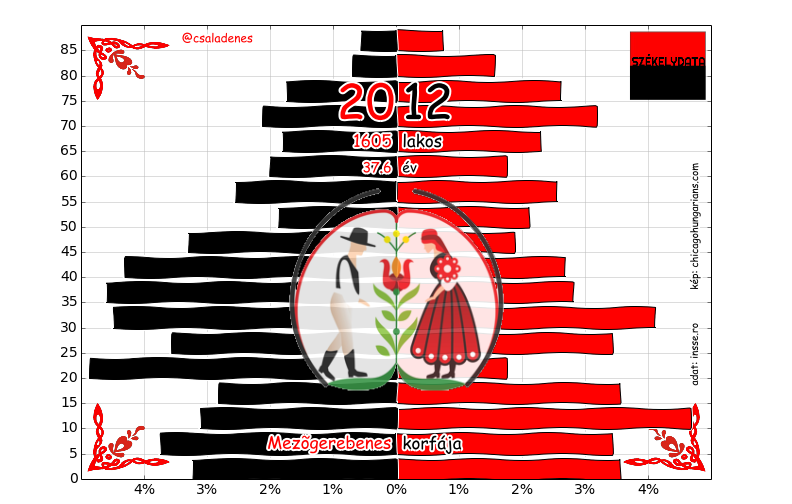 @csaladenes
SZÉKELYDATA
2012
1605 lakos
37.6 év
kép: chicagohungarians.com
adat: insse.ro
Mezõgerebenes korfája
85
80
75
70
65
60
55
50
45
40
35
30
25
20
15
10
5
0
4% 3% 2% 1% 0% 1% 2% 3% 4%